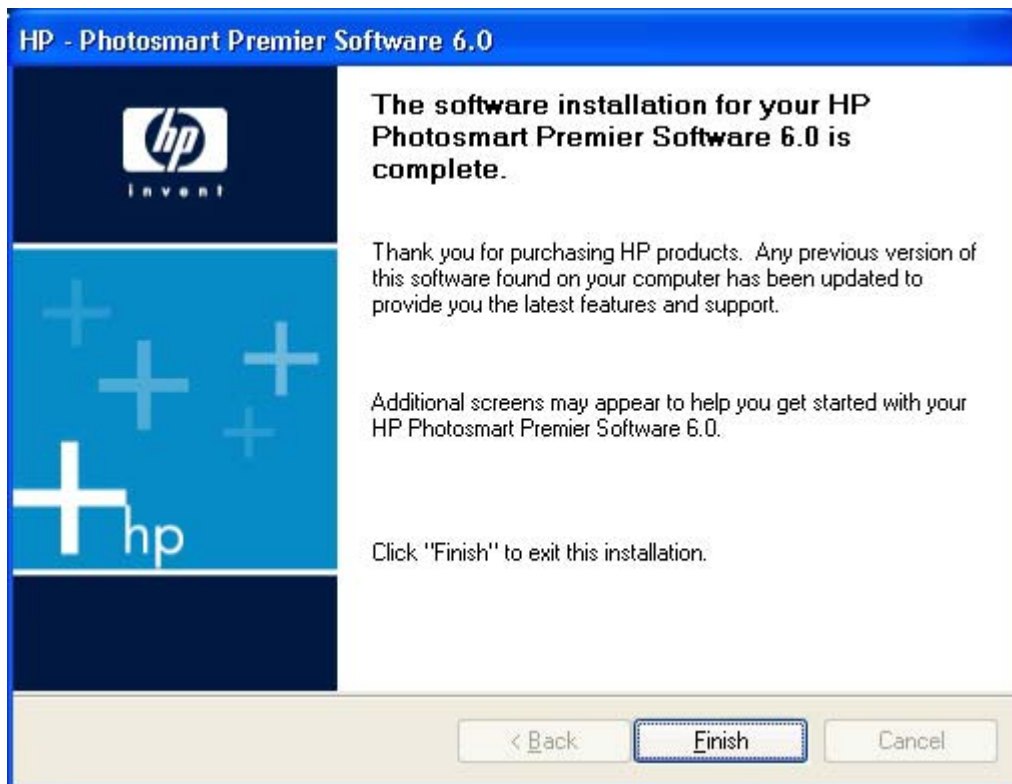 HP - Photosmart Premier Software 6.0
hp
invent
The software installation for your HP
Photosmart Premier Software 6.0 is
complete.
Thank you for purchasing HP products. Any previous version of
this software found on your computer has been updated to
provide you the latest features and support.
Additional screens may appear to help you get started with your
HP Photosmart Premier Software 6.0.
hp
Click "Finish" to exit this installation.
< Back
Finish
Cancel